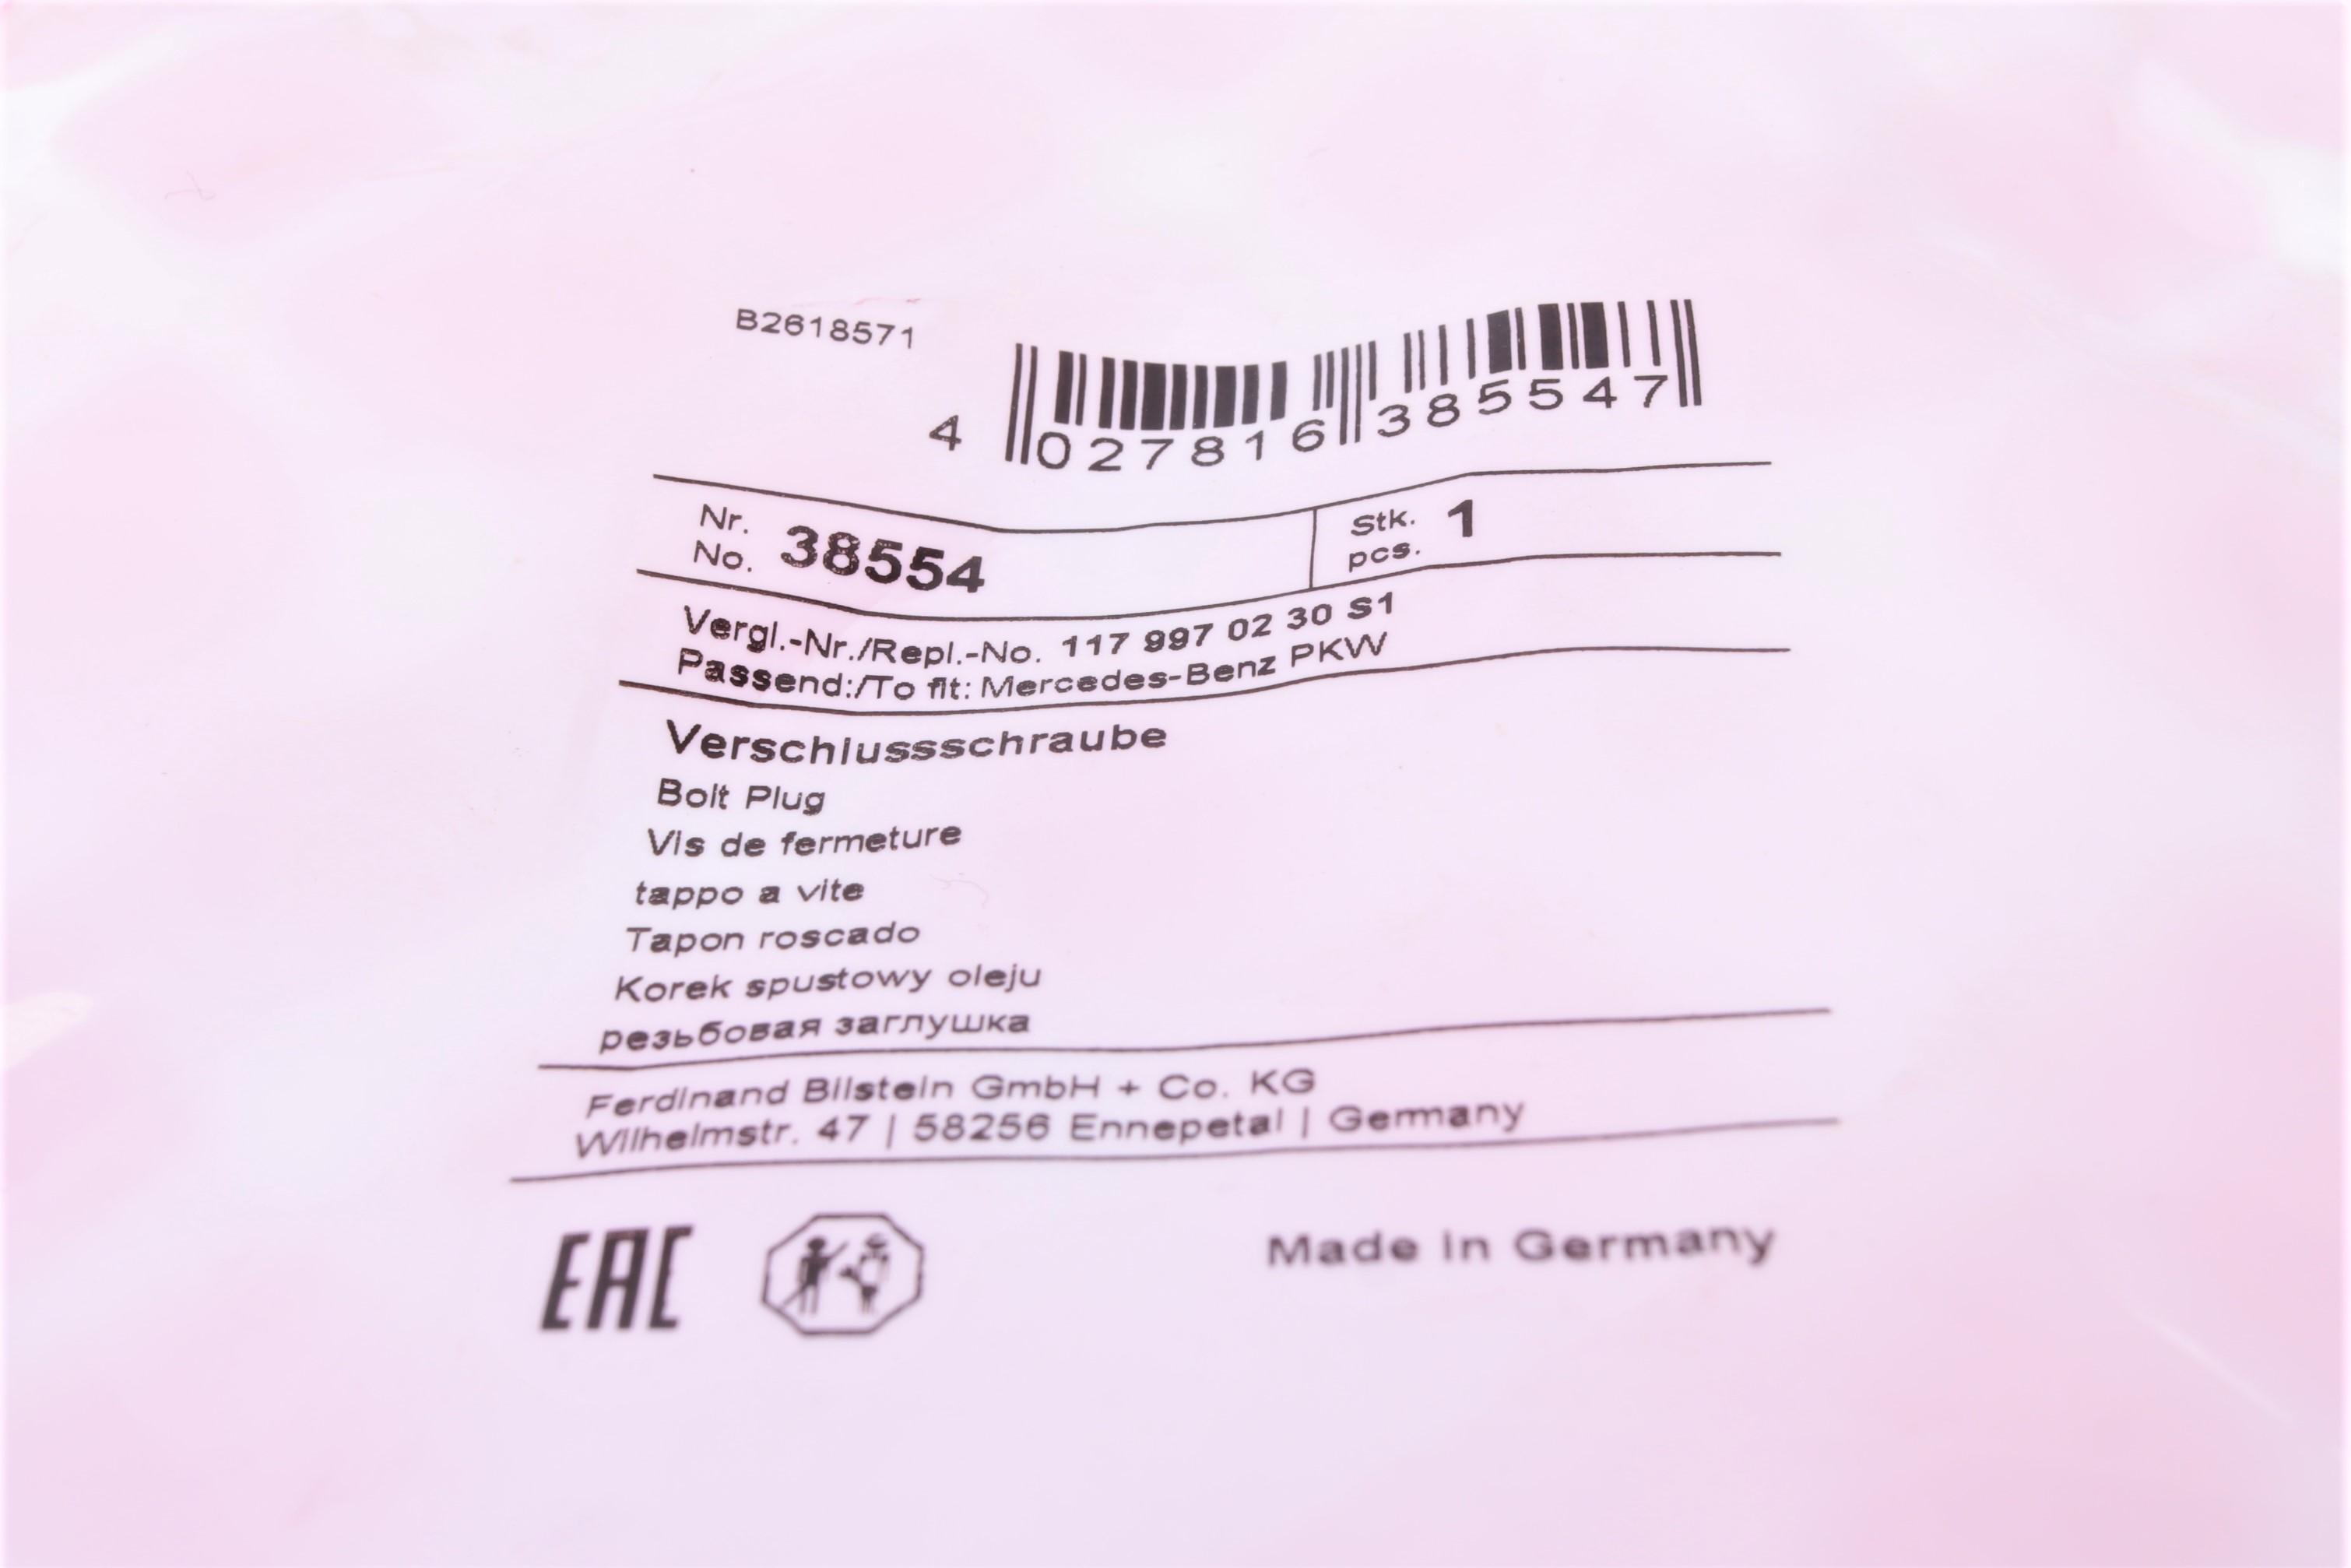 B2618571
4 027816 385547
Nr. No. 38554 Stk. pcs. 1
Vergl.-Nr./Repl.-No. 117 997 02 30 S1
Passend:/To fit: Mercedes-Benz PKW
Verschlussschraube
Bolt Plug
Vis de fermeture
tappo a vite
Tapon roscado
Korek spustowy oleju
резьбовая заглушка
Ferdinand Bilstein GmbH + Co. KG
Wilhelmstr. 47 | 58256 Ennepetal | Germany
EAC Made in Germany